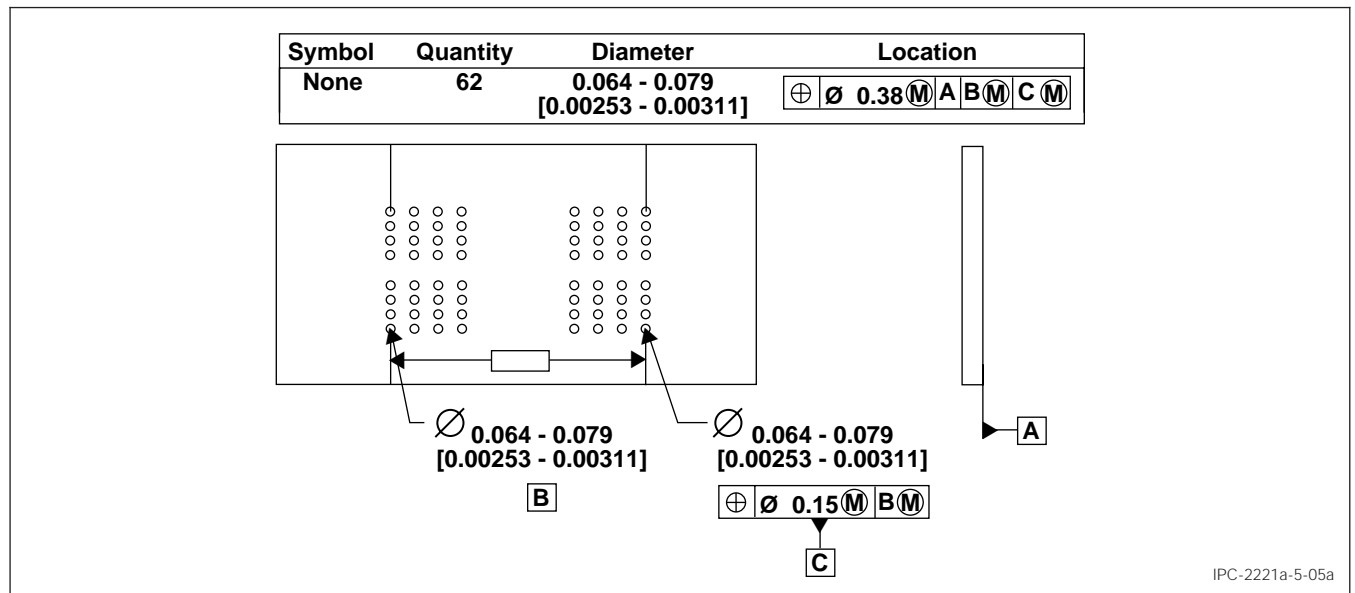 Symbol Quantity Diameter Location
None 62 0.064 - 0.079 ⌖ Ø 0.38Ⓜ A BⓂ C Ⓜ
[0.00253 - 0.00311]
A
0.064 - 0.079 0.064 - 0.079
[0.00253 - 0.00311] [0.00253 - 0.00311]
B ⌖ Ø 0.15Ⓜ BⓂ
C
IPC-2221a-5-05a